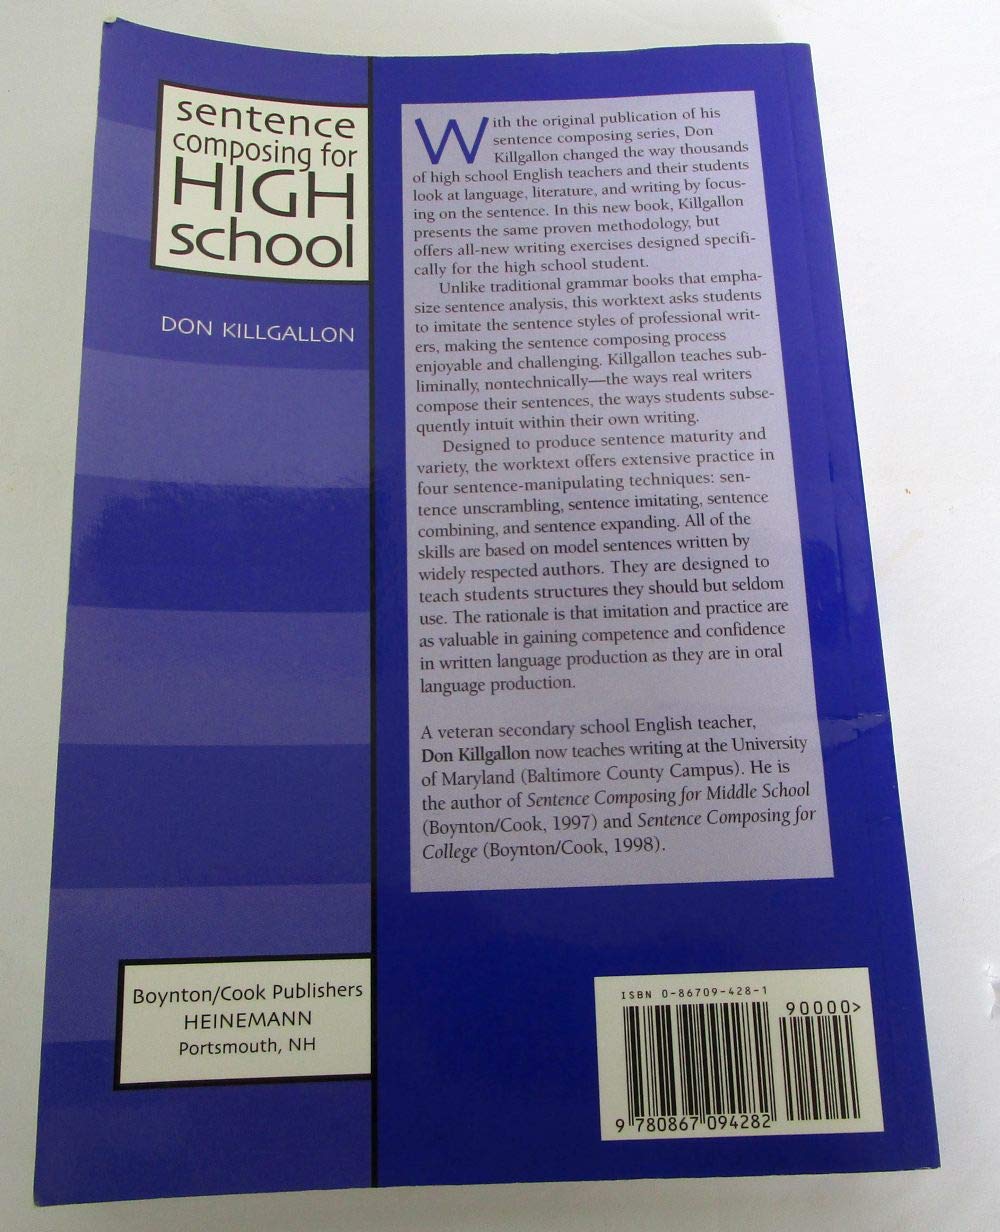 sentence
composing for
HIGH
school
DON KILLGALLON
With the original publication of his
sentence composing series, Don
Killgallon changed the way thousands
of high school English teachers and their students
look at language, literature, and writing by focus-
ing on the sentence. In this new book, Killgallon
presents the same proven methodology, but
offers all-new writing exercises designed specifi-
cally for the high school student.
Unlike traditional grammar books that empha-
size sentence analysis, this worktext asks students
to imitate the sentence styles of professional writ-
ers, making the sentence composing process
enjoyable and challenging. Killgallon teaches sub-
liminally, nontechnically—the ways real writers
compose their sentences, the ways students subse-
quently intuit within their own writing.
Designed to produce sentence maturity and
variety, the worktext offers extensive practice in
four sentence-manipulating techniques: sen-
tence unscrambling, sentence imitating, sentence
combining, and sentence expanding. All of the
skills are based on model sentences written by
widely respected authors. They are designed to
teach students structures they should but seldom
use. The rationale is that imitation and practice are
as valuable in gaining competence and confidence
in written language production as they are in oral
language production.
A veteran secondary school English teacher,
Don Killgallon now teaches writing at the University
of Maryland (Baltimore County Campus). He is
the author of Sentence Composing for Middle School
(Boynton/Cook, 1997) and Sentence Composing for
College (Boynton/Cook, 1998).
Boynton/Cook Publishers
HEINEMANN
Portsmouth, NH
ISBN 0-86709-428-1
90000>
9 780867 094282